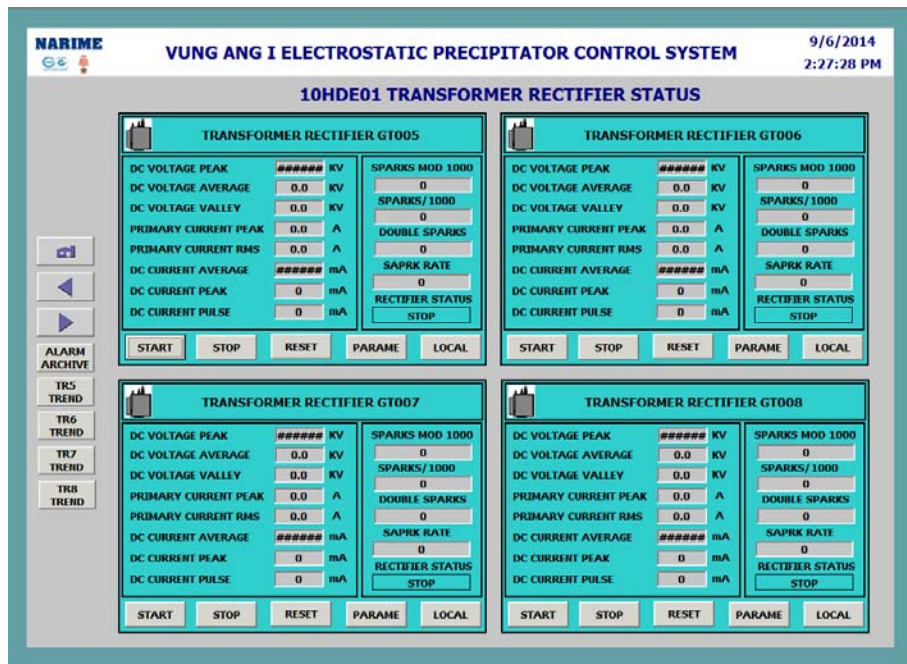 NARIME
VUNG ANG I ELECTROSTATIC PRECIPITATOR CONTROL SYSTEM
9/6/2014
2:27:28 PM
10HDE01 TRANSFORMER RECTIFIER STATUS
TRANSFORMER RECTIFIER GT005
DC VOLTAGE PEAK ###### KV
DC VOLTAGE AVERAGE 0.0 KV
DC VOLTAGE VALLEY 0.0 KV
PRIMARY CURRENT PEAK 0.0 A
PRIMARY CURRENT RMS 0.0 A
DC CURRENT AVERAGE ###### mA
DC CURRENT PEAK 0 mA
DC CURRENT PULSE 0 mA
SPARKS MOD 1000
0
SPARKS/1000
0
DOUBLE SPARKS
0
SAPRK RATE
0
RECTIFIER STATUS
STOP
START STOP RESET PARAME LOCAL
TRANSFORMER RECTIFIER GT006
DC VOLTAGE PEAK ###### KV
DC VOLTAGE AVERAGE 0.0 KV
DC VOLTAGE VALLEY 0.0 KV
PRIMARY CURRENT PEAK 0.0 A
PRIMARY CURRENT RMS 0.0 A
DC CURRENT AVERAGE ###### mA
DC CURRENT PEAK 0 mA
DC CURRENT PULSE 0 mA
SPARKS MOD 1000
0
SPARKS/1000
0
DOUBLE SPARKS
0
SAPRK RATE
0
RECTIFIER STATUS
STOP
START STOP RESET PARAME LOCAL
ALARM
ARCHIVE
TR5
TREND
TR6
TREND
TR7
TREND
TR8
TREND
TRANSFORMER RECTIFIER GT007
DC VOLTAGE PEAK ###### KV
DC VOLTAGE AVERAGE 0.0 KV
DC VOLTAGE VALLEY 0.0 KV
PRIMARY CURRENT PEAK 0.0 A
PRIMARY CURRENT RMS 0.0 A
DC CURRENT AVERAGE ###### mA
DC CURRENT PEAK 0 mA
DC CURRENT PULSE 0 mA
SPARKS MOD 1000
0
SPARKS/1000
0
DOUBLE SPARKS
0
SAPRK RATE
0
RECTIFIER STATUS
STOP
START STOP RESET PARAME LOCAL
TRANSFORMER RECTIFIER GT008
DC VOLTAGE PEAK ###### KV
DC VOLTAGE AVERAGE 0.0 KV
DC VOLTAGE VALLEY 0.0 KV
PRIMARY CURRENT PEAK 0.0 A
PRIMARY CURRENT RMS 0.0 A
DC CURRENT AVERAGE ###### mA
DC CURRENT PEAK 0 mA
DC CURRENT PULSE 0 mA
SPARKS MOD 1000
0
SPARKS/1000
0
DOUBLE SPARKS
0
SAPRK RATE
0
RECTIFIER STATUS
STOP
START STOP RESET PARAME LOCAL